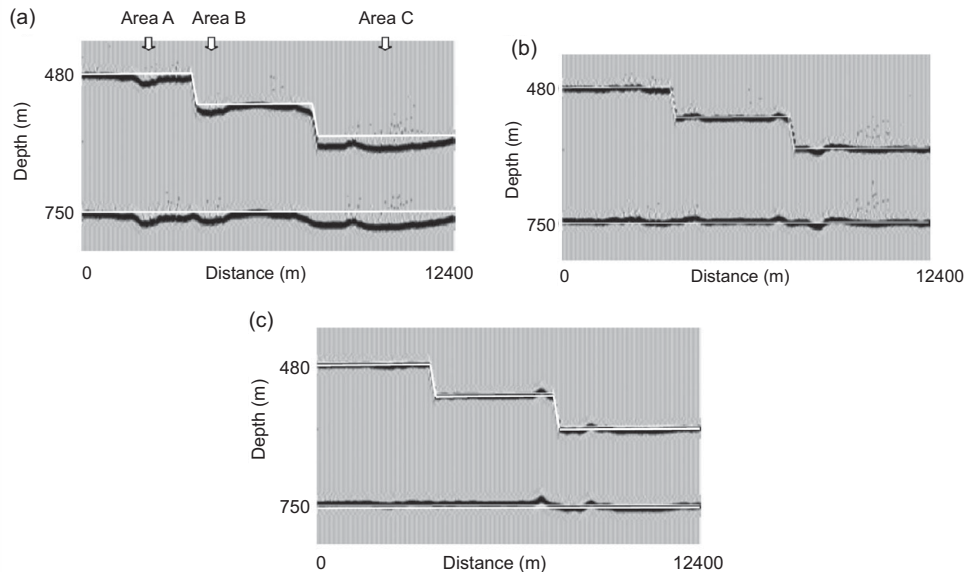 (a)
Area A Area B Area C
480
Depth (m)
750
0 Distance (m) 12400
(b)
480
Depth (m)
750
0 Distance (m) 12400
(c)
480
Depth (m)
750
0 Distance (m) 12400